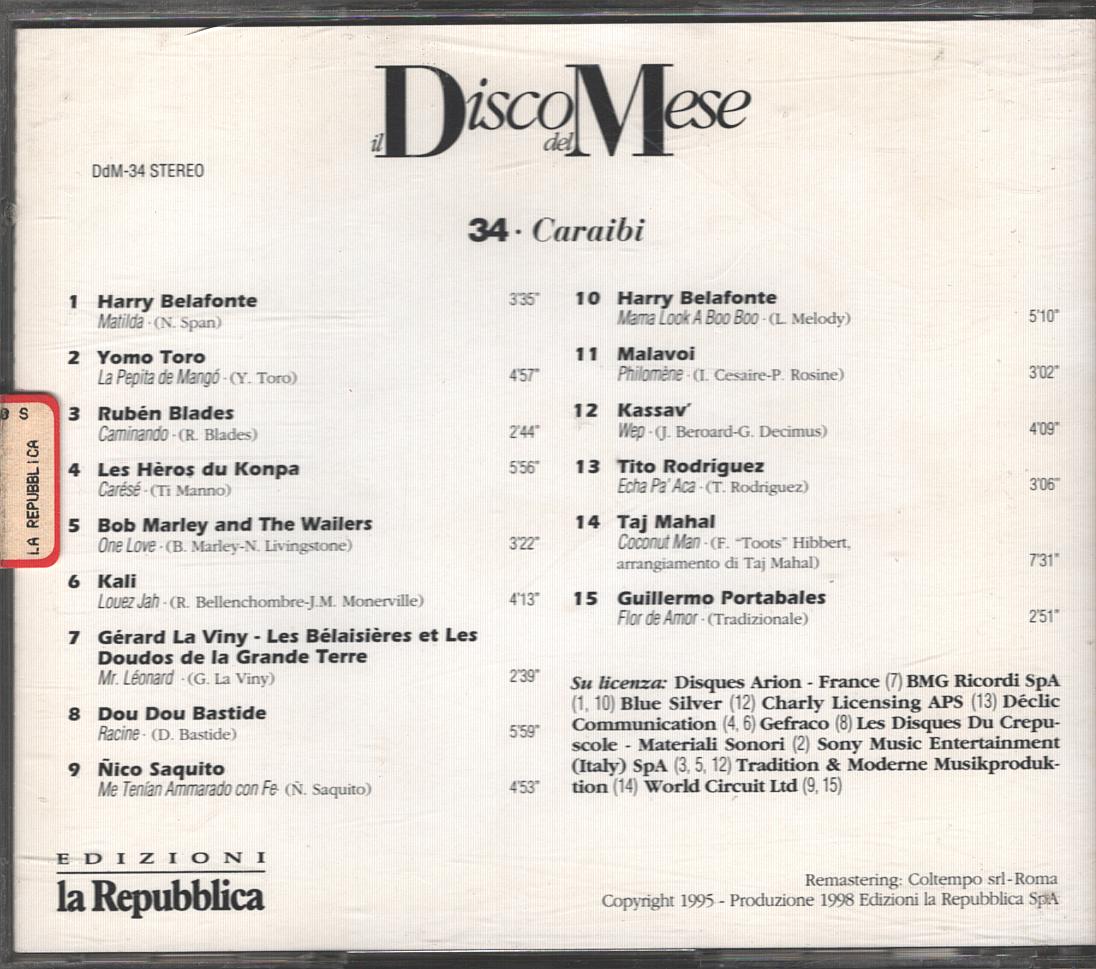 il Disco del Mese
DdM-34 STEREO
34 · Caraibi
1 Harry Belafonte 3'35"
Matilda · (N. Span)
2 Yomo Toro
La Pepita de Mangó · (Y. Toro) 4'57"
3 Rubén Blades
Caminando · (R. Blades) 2'44"
4 Les Hèros du Konpa 5'56"
Carésé · (Ti Manno)
5 Bob Marley and The Wailers
One Love · (B. Marley-N. Livingstone) 3'22"
6 Kali
Louez Jah · (R. Bellenchombre-J.M. Monerville) 4'13"
7 Gérard La Viny - Les Bélaisières et Les
Doudos de la Grande Terre
Mr. Léonard · (G. La Viny) 2'39"
8 Dou Dou Bastide
Racine · (D. Bastide) 5'59"
9 Ñico Saquito
Me Tenían Ammarado con Fe · (Ñ. Saquito) 4'53"
10 Harry Belafonte
Mama Look A Boo Boo · (L. Melody) 5'10"
11 Malavoi
Philomène · (I. Cesaire-P. Rosine) 3'02"
12 Kassav'
Wep · (J. Beroard-G. Decimus) 4'09"
13 Tito Rodríguez
Echa Pa' Aca · (T. Rodriguez) 3'06"
14 Taj Mahal
Coconut Man · (F. "Toots" Hibbert,
arrangiamento di Taj Mahal) 7'31"
15 Guillermo Portabales
Flor de Amor · (Tradizionale) 2'51"
Su licenza: Disques Arion - France (7) BMG Ricordi SpA
(1, 10) Blue Silver (12) Charly Licensing APS (13) Déclic
Communication (4, 6) Gefraco (8) Les Disques Du Crepu-
scole - Materiali Sonori (2) Sony Music Entertainment
(Italy) SpA (3, 5, 12) Tradition & Moderne Musikproduk-
tion (14) World Circuit Ltd (9, 15)
S
LA REPUBBLICA
EDIZIONI
la Repubblica
Remastering: Coltempo srl-Roma
Copyright 1995 - Produzione 1998 Edizioni la Repubblica SpA